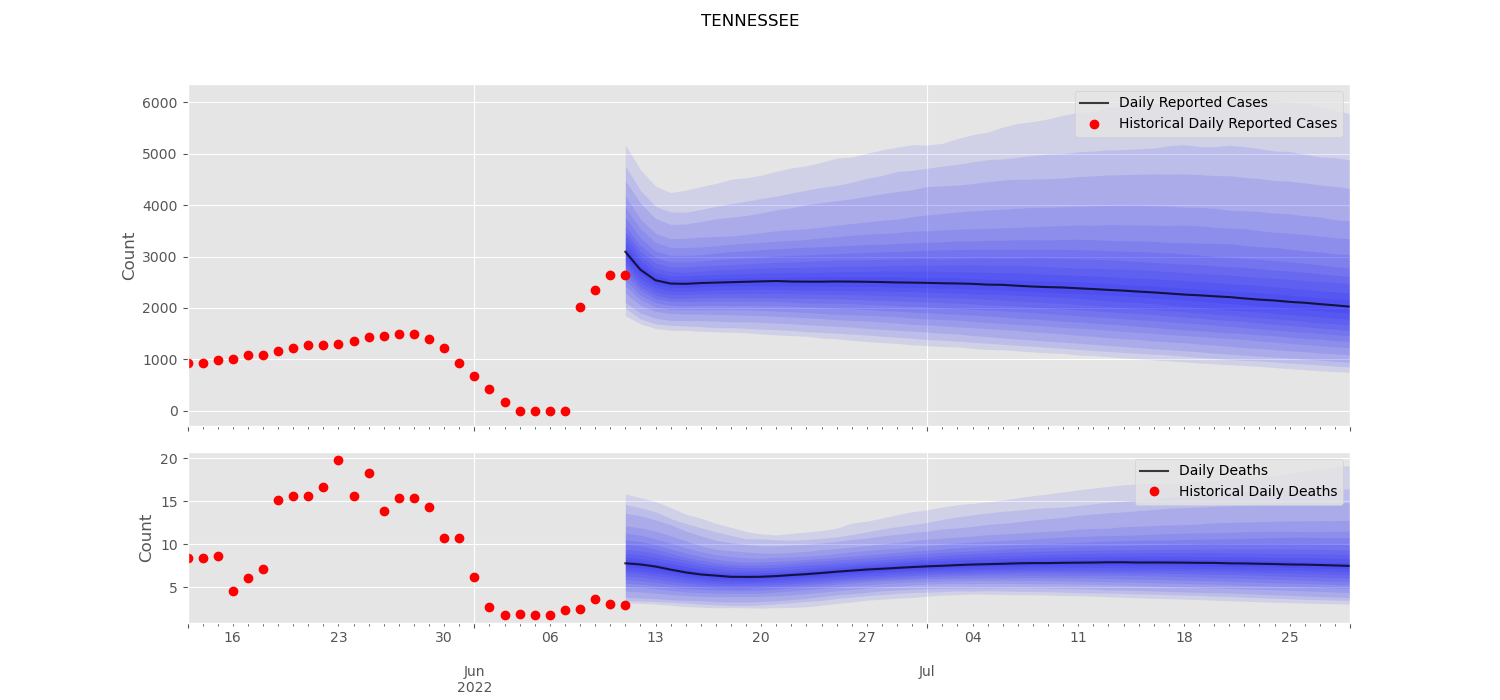 TENNESSEE
6000
5000
4000
3000
2000
1000
0
Count
Daily Reported Cases
Historical Daily Reported Cases
20
15
10
5
Count
Daily Deaths
Historical Daily Deaths
16 23 30 06 13 20 27 04 11 18 25
Jun Jul
2022